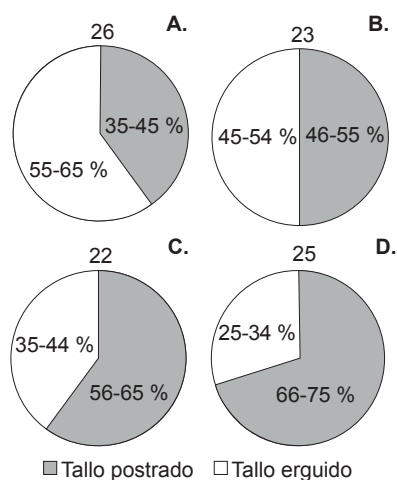 26 A. 23 B.
35-45 % 45-54 % 46-55 %
55-65 %
22 C. 25 D.
35-44 % 25-34 %
56-65 % 66-75 %
Tallo postrado Tallo erguido